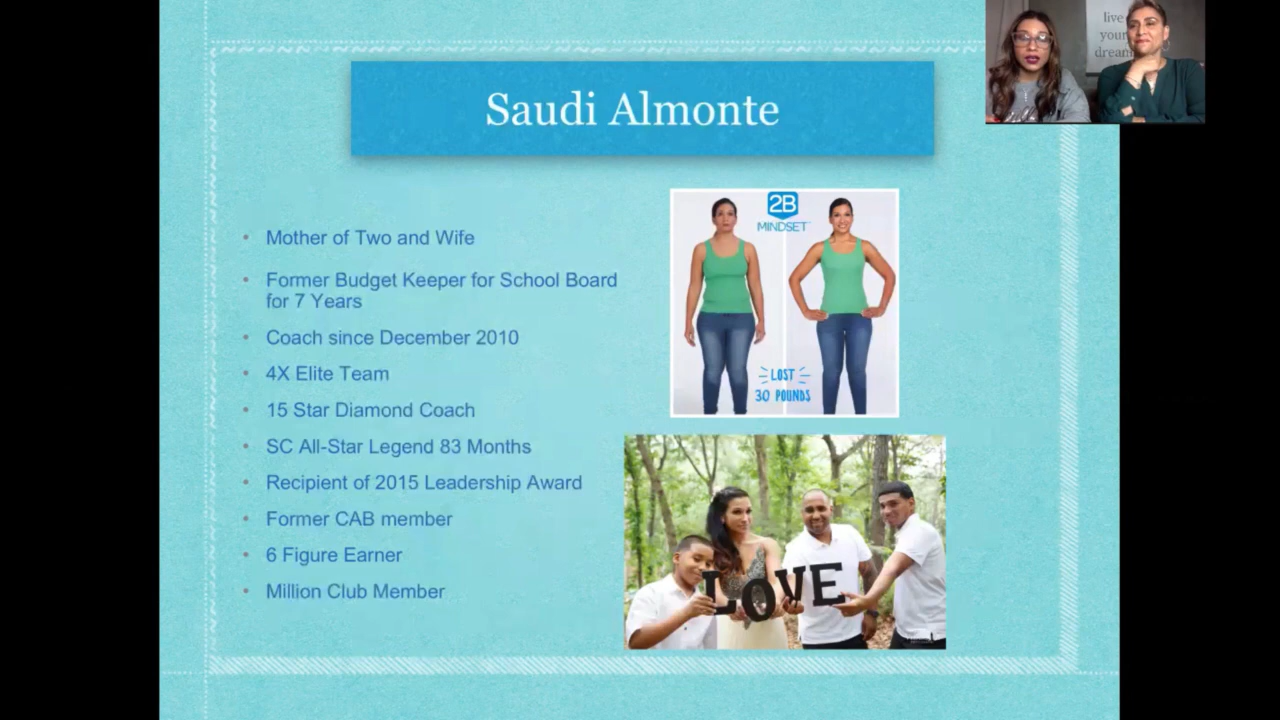 live
your
dream
Saudi Almonte
• Mother of Two and Wife
• Former Budget Keeper for School Board
for 7 Years
• Coach since December 2010
• 4X Elite Team
• 15 Star Diamond Coach
• SC All-Star Legend 83 Months
• Recipient of 2015 Leadership Award
• Former CAB member
• 6 Figure Earner
• Million Club Member
2B
MINDSET
LOST
30 POUNDS
LOVE